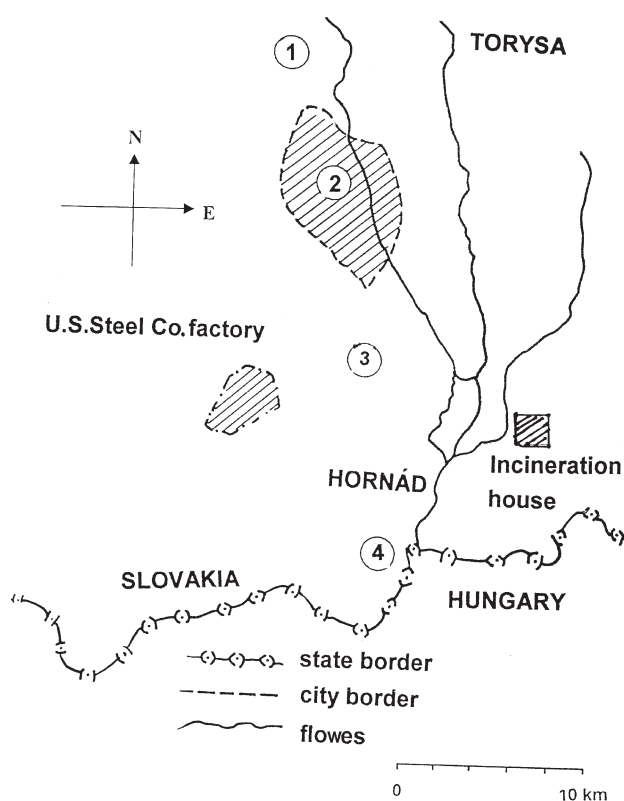 1
TORYSA
N
2
E
U.S.Steel Co.factory
3
HORNÁD
Incineration
house
4
SLOVAKIA
HUNGARY
state border
city border
flowes
0
10 km